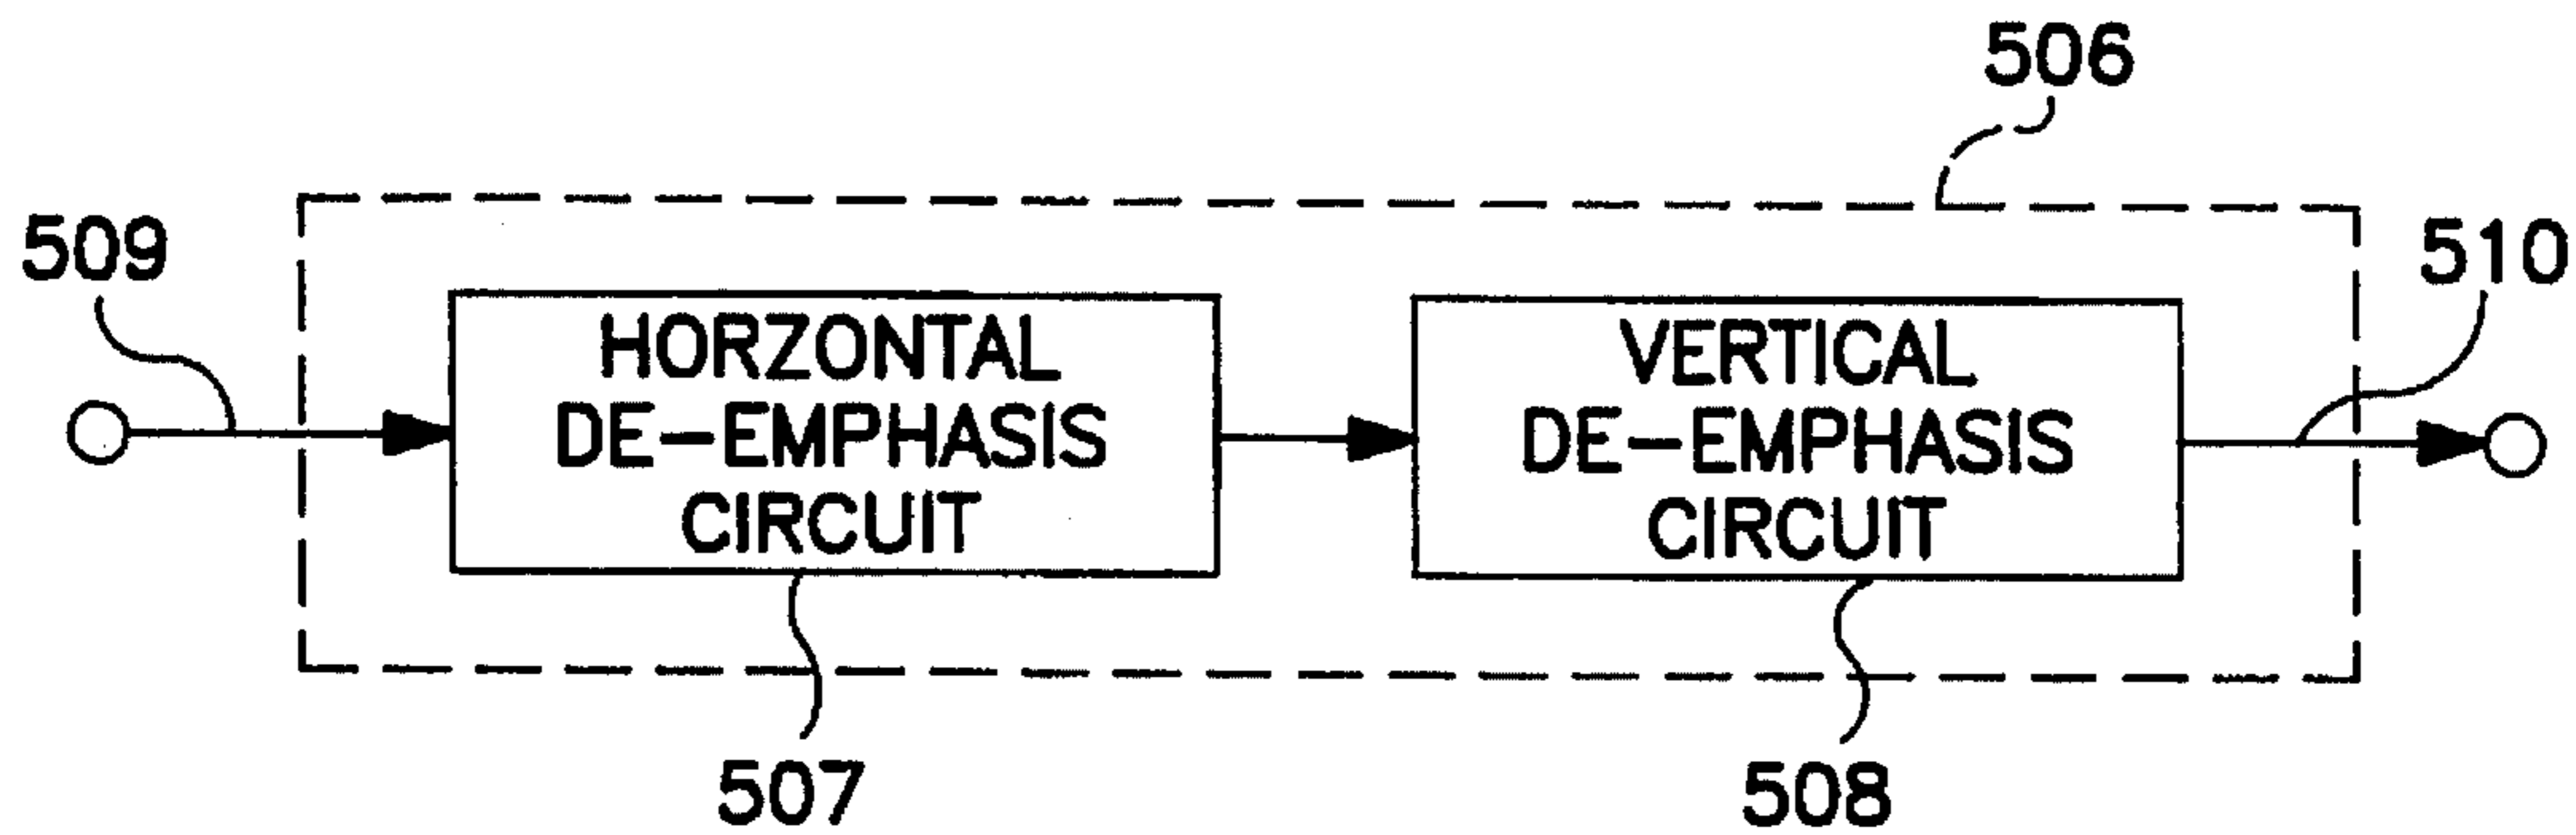 506
509
510
HORZONTAL
DE-EMPHASIS
CIRCUIT
VERTICAL
DE-EMPHASIS
CIRCUIT
507
508